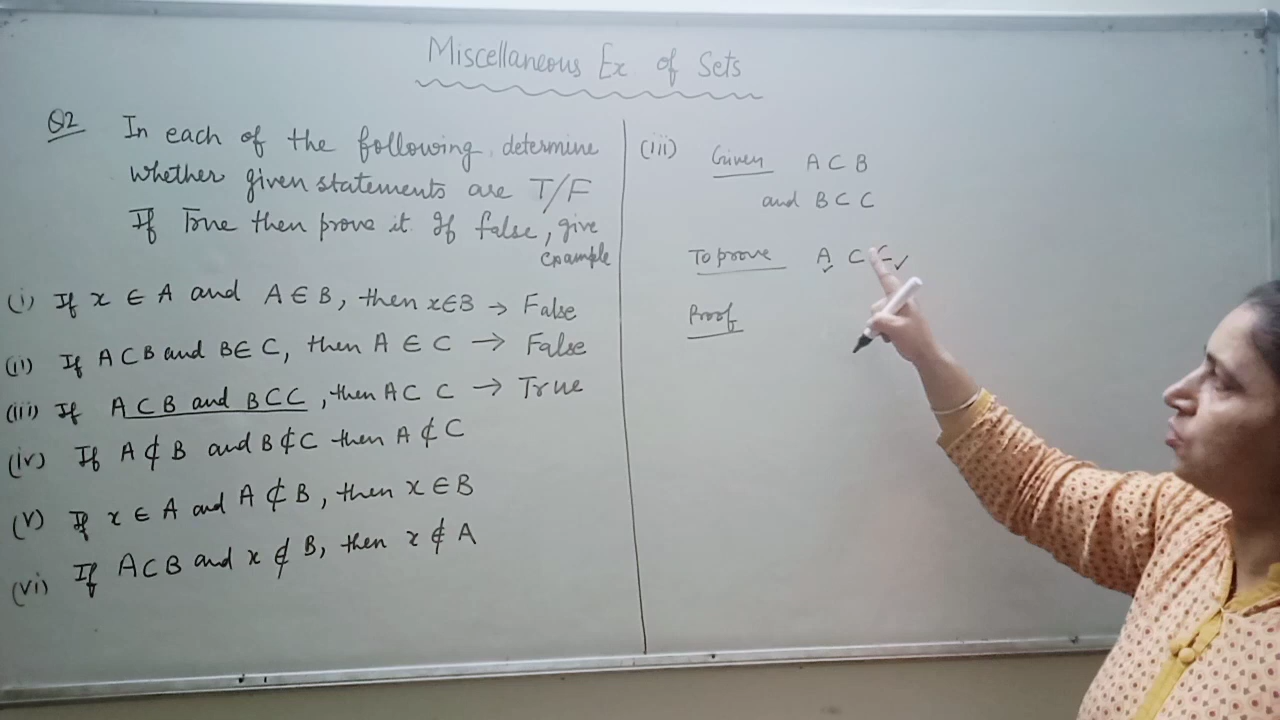 Miscellaneous Ex. of Sets
Q2 In each of the following, determine
whether given statements are T/F
If True then prove it. If false, give
example
(i) If x ∈ A and A ∈ B, then x ∈ B → False
(ii) If A ⊂ B and B ∈ C, then A ∈ C → False
(iii) If A ⊂ B and B ⊂ C, then A ⊂ C → True
(iv) If A ⊄ B and B ⊄ C then A ⊄ C
(v) If x ∈ A and A ⊄ B, then x ∈ B
(vi) If A ⊂ B and x ∉ B, then x ∉ A
(iii) Given A ⊂ B
and B ⊂ C
To prove A ⊂ C
Proof